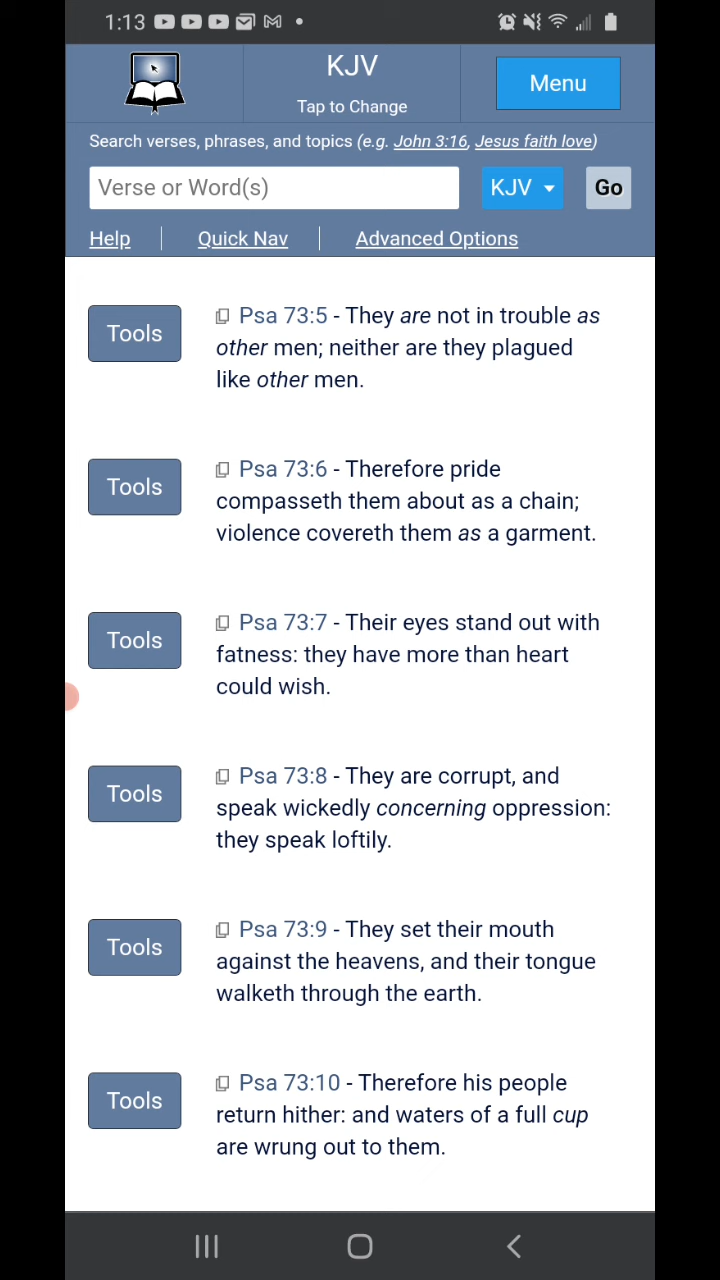 1:13
KJV
Tap to Change
Menu
Search verses, phrases, and topics (e.g. John 3:16, Jesus faith love)
Verse or Word(s)
KJV
Go
Help
Quick Nav
Advanced Options
Tools
Psa 73:5 - They are not in trouble as
other men; neither are they plagued
like other men.
Tools
Psa 73:6 - Therefore pride
compasseth them about as a chain;
violence covereth them as a garment.
Tools
Psa 73:7 - Their eyes stand out with
fatness: they have more than heart
could wish.
Tools
Psa 73:8 - They are corrupt, and
speak wickedly concerning oppression:
they speak loftily.
Tools
Psa 73:9 - They set their mouth
against the heavens, and their tongue
walketh through the earth.
Tools
Psa 73:10 - Therefore his people
return hither: and waters of a full cup
are wrung out to them.